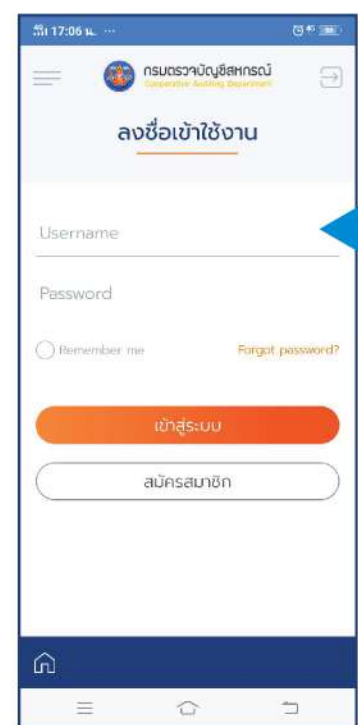 17:06 น. ...
กรมตรวจบัญชีสหกรณ์
Cooperative Auditing Department
ลงชื่อเข้าใช้งาน
Username
Password
Remember me Forgot password?
เข้าสู่ระบบ
สมัครสมาชิก